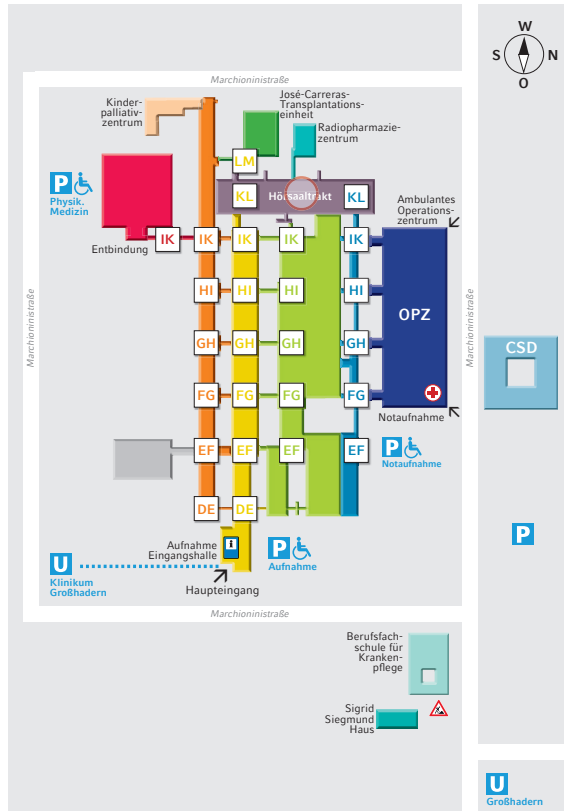 W
S
N
O
Marchioninistraße
Kinder-
palliativ-
zentrum
José-Carreras-
Transplantations-
einheit
Radiopharmazie-
zentrum
LM
P
Physik.
Medizin
KL
Hörsaaltrakt
KL
Ambulantes
Operations-
zentrum
Entbindung
IK
IK
IK
IK
IK
Marchioninistraße
HI
HI
HI
HI
OPZ
Marchioninistraße
GH
GH
GH
GH
CSD
FG
FG
FG
FG
Notaufnahme
EF
EF
EF
EF
P
Notaufnahme
DE
DE
P
Aufnahme
Eingangshalle
i
P
Aufnahme
U
Klinikum
Großhadern
Haupteingang
Marchioninistraße
Berufsfach-
schule für
Kranken-
pflege
Sigrid
Siegmund
Haus
U
Großhadern